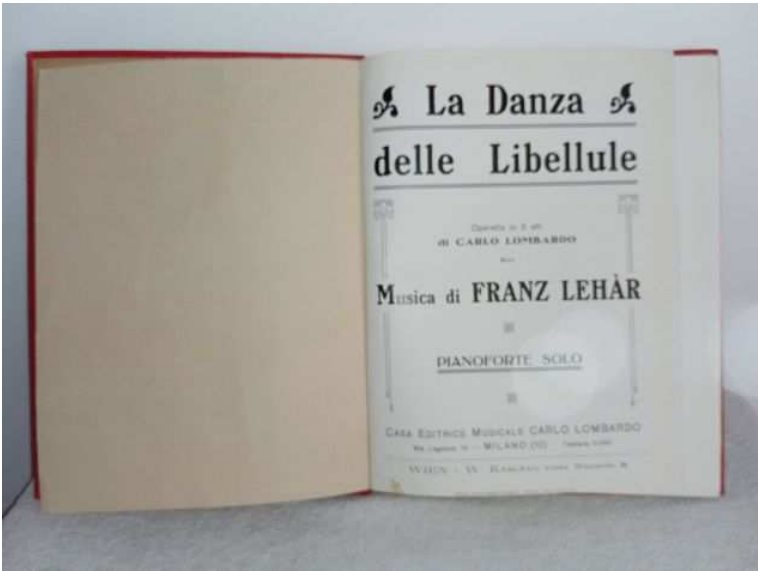 La Danza
delle Libellule
Operetta in 3 atti
di CARLO LOMBARDO
Musica di FRANZ LEHÀR
PIANOFORTE SOLO
CASA EDITRICE MUSICALE CARLO LOMBARDO
MILANO
WIEN - W.